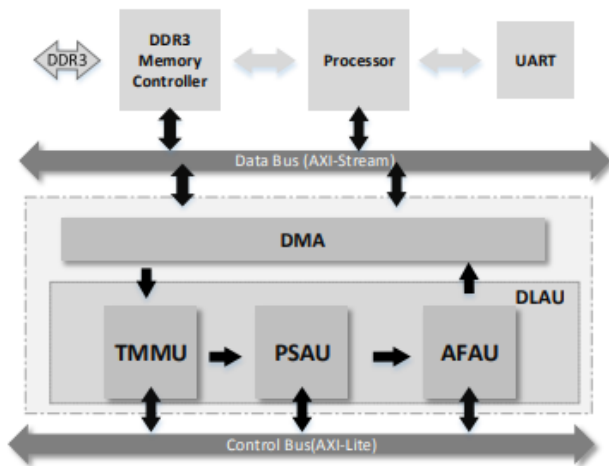 DDR3
DDR3
Memory
Controller
Processor
UART
Data Bus (AXI-Stream)
DMA
DLAU
TMMU
PSAU
AFAU
Control Bus(AXI-Lite)